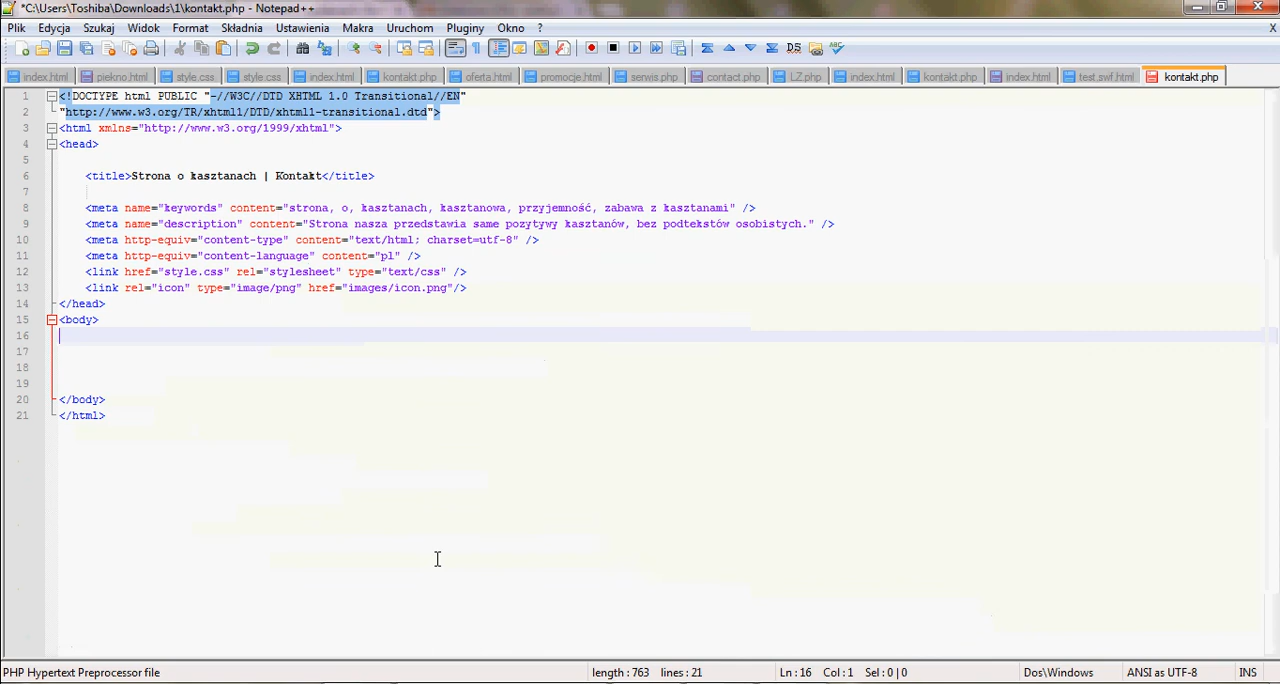 *C:\Users\Toshiba\Downloads\1\kontakt.php - Notepad++
Plik Edycja Szukaj Widok Format Składnia Ustawienia Makra Uruchom Pluginy Okno ? X
index.html piekno.html style.css style.css index.html kontakt.php oferta.html promocje.html serwis.php contact.php LZ.php index.html kontakt.php index.html test.swf.html kontakt.php
1 <!DOCTYPE html PUBLIC "-//W3C//DTD XHTML 1.0 Transitional//EN"
2 "http://www.w3.org/TR/xhtml1/DTD/xhtml1-transitional.dtd">
3 <html xmlns="http://www.w3.org/1999/xhtml">
4 <head>
5
6 <title>Strona o kasztanach | Kontakt</title>
7
8 <meta name="keywords" content="strona, o, kasztanach, kasztanowa, przyjemność, zabawa z kasztanami" />
9 <meta name="description" content="Strona nasza przedstawia same pozytywy kasztanów, bez podtekstów osobistych." />
10 <meta http-equiv="content-type" content="text/html; charset=utf-8" />
11 <meta http-equiv="content-language" content="pl" />
12 <link href="style.css" rel="stylesheet" type="text/css" />
13 <link rel="icon" type="image/png" href="images/icon.png"/>
14 </head>
15 <body>
16
17
18
19
20 </body>
21 </html>
PHP Hypertext Preprocessor file length : 763 lines : 21 Ln : 16 Col : 1 Sel : 0 | 0 Dos\Windows ANSI as UTF-8 INS